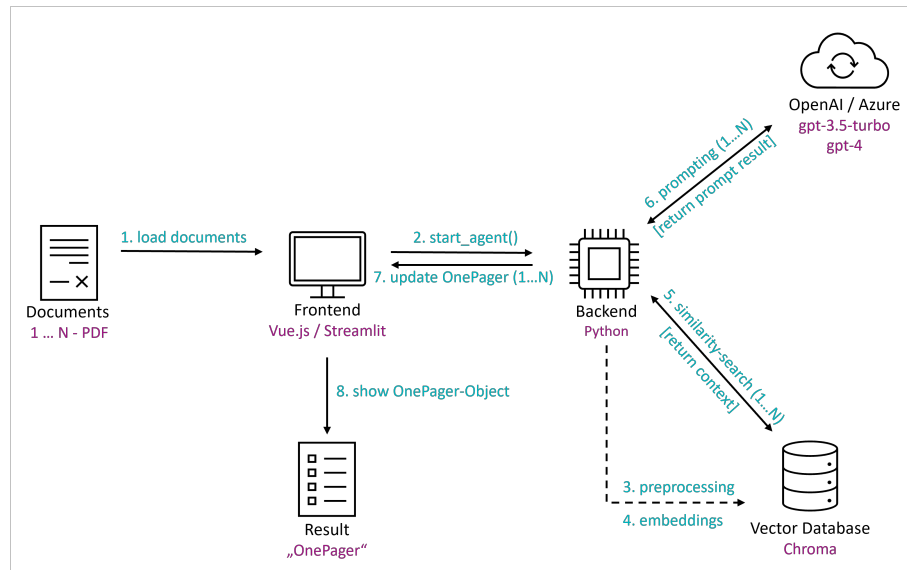 OpenAI / Azure
gpt-3.5-turbo
gpt-4
6. prompting (1...N)
[return prompt result]
1. load documents
2. start_agent()
7. update OnePager (1...N)
Documents
1 ... N - PDF
Frontend
Vue.js / Streamlit
Backend
Python
5. similarity-search (1...N)
[return context]
8. show OnePager-Object
3. preprocessing
4. embeddings
Result
„OnePager“
Vector Database
Chroma